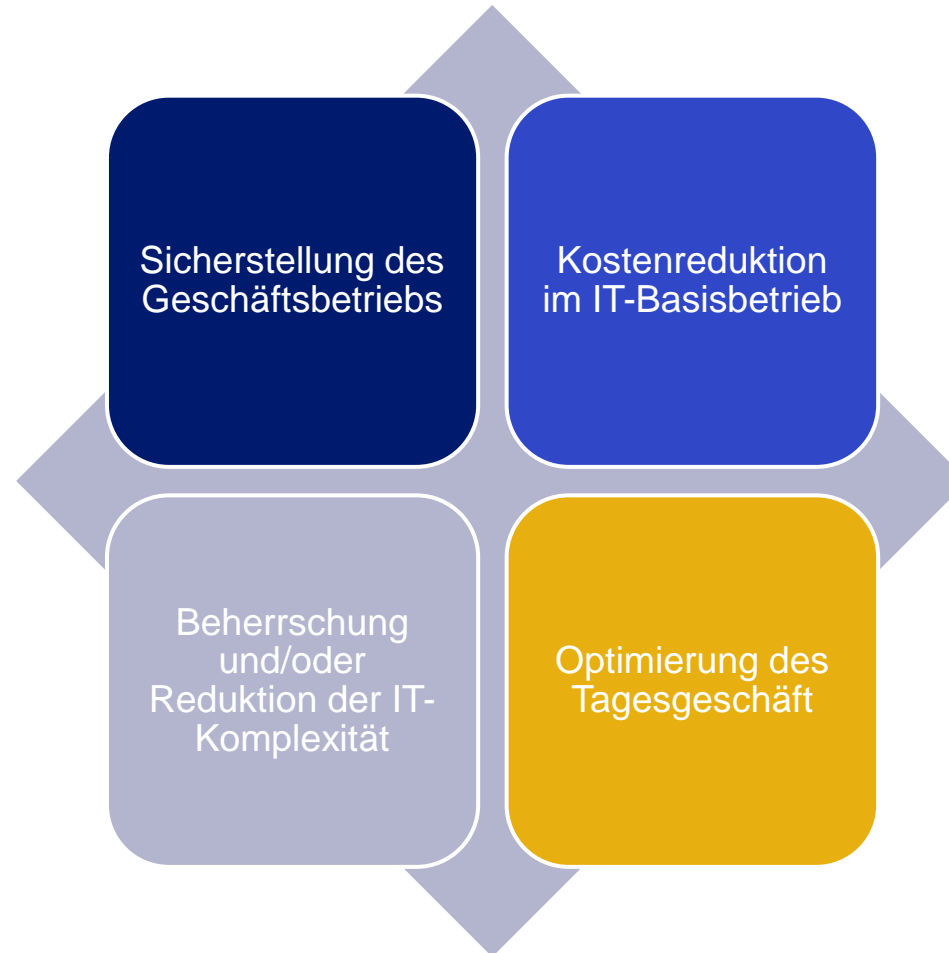 Sicherstellung des
Geschäftsbetriebs
Kostenreduktion
im IT-Basisbetrieb
Beherrschung
und/oder
Reduktion der IT-
Komplexität
Optimierung des
Tagesgeschäft